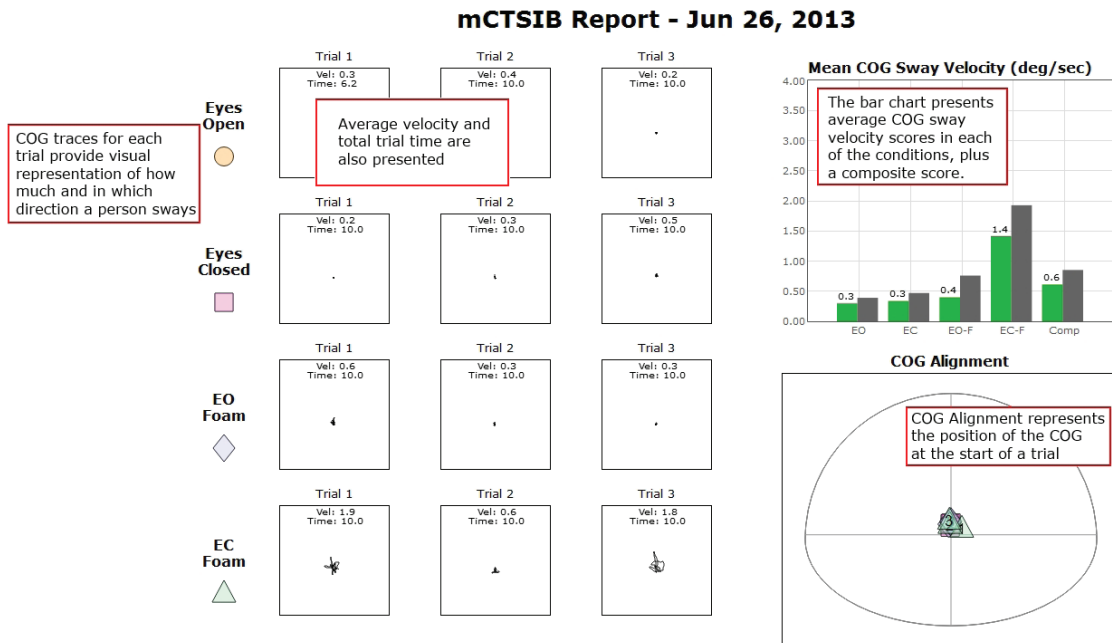 mCTSIB Report - Jun 26, 2013
Trial 1
Trial 2
Trial 3
Eyes
Open
Vel: 0.3
Time: 6.2
Vel: 0.4
Time: 10.0
Vel: 0.2
Time: 10.0
COG traces for each
trial provide visual
representation of how
much and in which
direction a person sways
Average velocity and
total trial time are
also presented
Trial 1
Trial 2
Trial 3
Eyes
Closed
Vel: 0.2
Time: 10.0
Vel: 0.3
Time: 10.0
Vel: 0.5
Time: 10.0
Trial 1
Trial 2
Trial 3
EO
Foam
Vel: 0.6
Time: 10.0
Vel: 0.3
Time: 10.0
Vel: 0.3
Time: 10.0
Trial 1
Trial 2
Trial 3
EC
Foam
Vel: 1.9
Time: 10.0
Vel: 0.6
Time: 10.0
Vel: 1.8
Time: 10.0
Mean COG Sway Velocity (deg/sec)
4.00
3.50
3.00
2.50
2.00
1.50
1.00
0.50
0.00
The bar chart presents
average COG sway
velocity scores in each
of the conditions, plus
a composite score.
0.3
0.3
0.4
1.4
0.6
EO
EC
EO-F
EC-F
Comp
COG Alignment
COG Alignment represents
the position of the COG
at the start of a trial
3
1